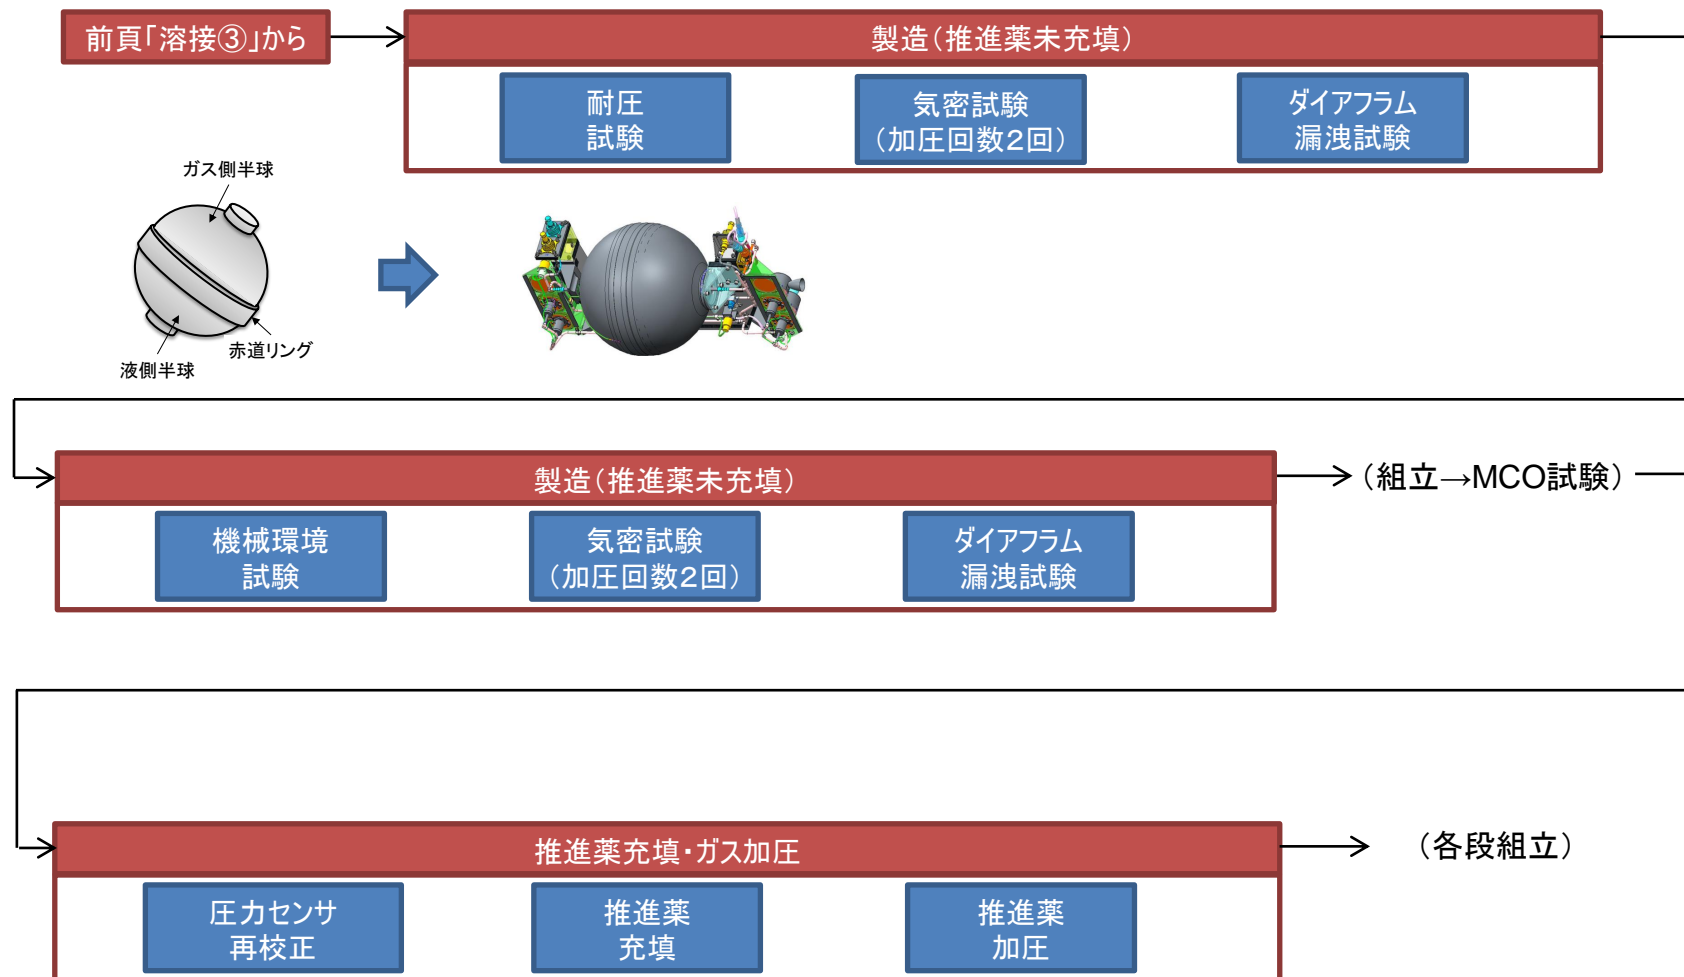 前頁「溶接③」から
製造(推進薬未充填)
耐圧
試験
気密試験
(加圧回数2回)
ダイアフラム
漏洩試験
ガス側半球
赤道リング
液側半球
製造(推進薬未充填)
(組立→MCO試験)
機械環境
試験
気密試験
(加圧回数2回)
ダイアフラム
漏洩試験
推進薬充填・ガス加圧
(各段組立)
圧力センサ
再校正
推進薬
充填
推進薬
加圧